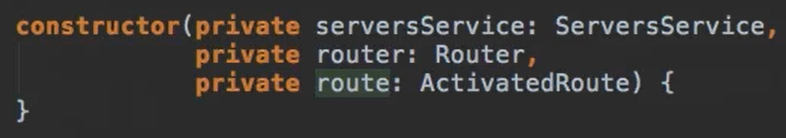 constructor(private serversService: ServersService,
private router: Router,
private route: ActivatedRoute) {
}